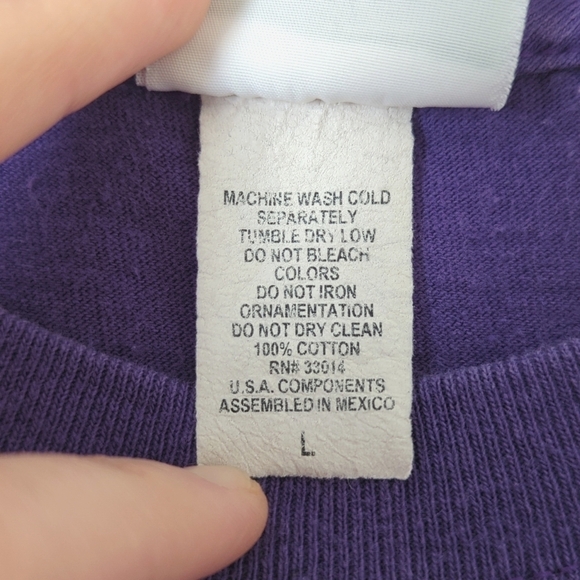 MACHINE WASH COLD
SEPARATELY
TUMBLE DRY LOW
DO NOT BLEACH
COLORS
DO NOT IRON
ORNAMENTATION
DO NOT DRY CLEAN
100% COTTON
RN# 33014
U.S.A. COMPONENTS
ASSEMBLED IN MEXICO
L